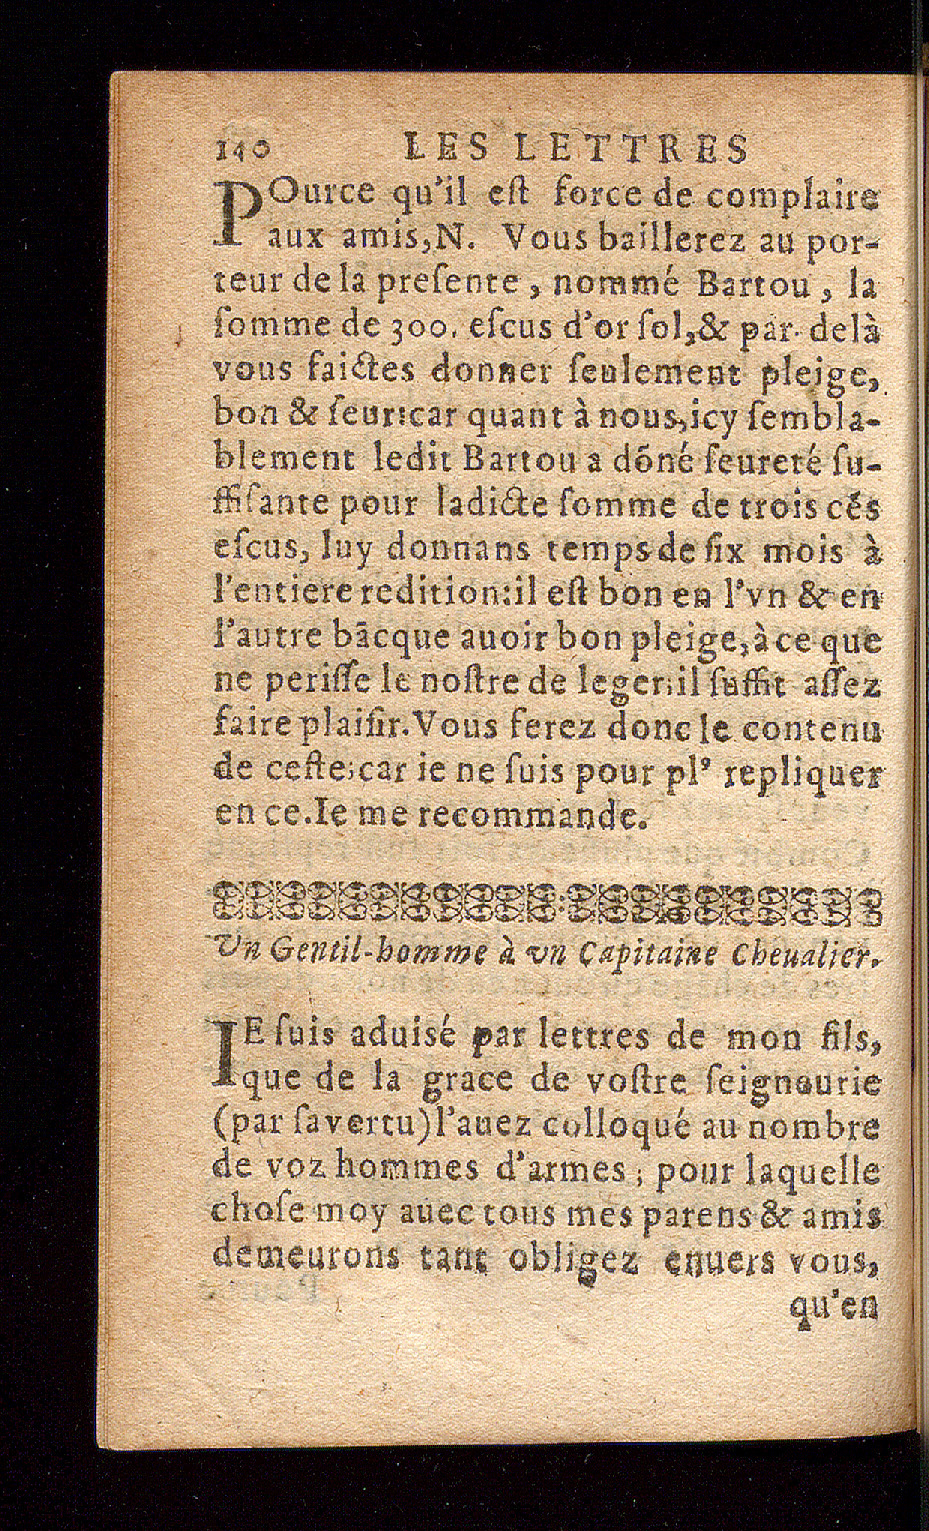 140 LES LETTRES
POurce qu'il eſt force de complaire
aux amis,N. Vous baillerez au por-
teur de la preſente , nommé Bartou , la
ſomme de 300. eſcus d'or ſol,& par delà
vous faictes donner ſeulement pleige,
bon & ſeur:car quant à nous,icy ſembla-
blement ledit Bartou a dõné ſeureté ſu-
ffiſante pour ladicte ſomme de trois cẽs
eſcus, luy donnans temps de ſix mois à
l'entiere redition:il eſt bon en l'vn & en
l'autre bãcque auoir bon pleige,à ce que
ne periſſe le noſtre de leger:il ſuffit aſſez
faire plaiſir.Vous ferez donc le contenu
de ceſte:car ie ne ſuis pour plꝰ repliquer
en ce.Ie me recommande.
Vn Gentil-homme à vn Capitaine Cheualier.
IE ſuis aduisé par lettres de mon fils,
que de la grace de voſtre ſeigneurie
(par ſa vertu)l'auez colloqué au nombre
de voz hommes d'armes ; pour laquelle
choſe moy auec tous mes parens & amis
demeurons tant obligez enuers vous,
qu'en